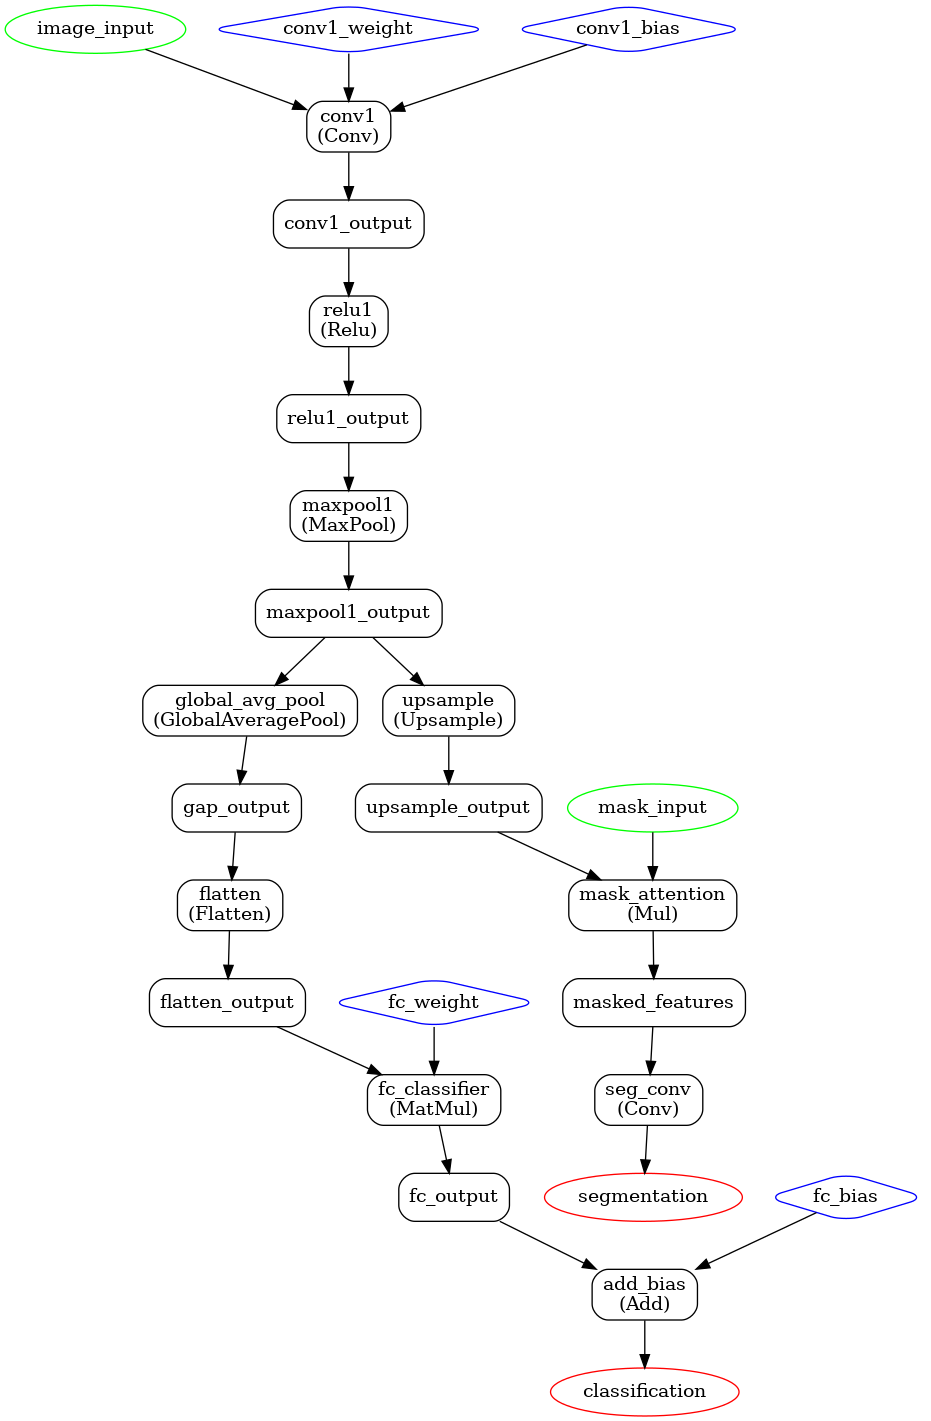 image_input
conv1_weight
conv1_bias
conv1
(Conv)
conv1_output
relu1
(Relu)
relu1_output
maxpool1
(MaxPool)
maxpool1_output
global_avg_pool
(GlobalAveragePool)
upsample
(Upsample)
gap_output
upsample_output
mask_input
flatten
(Flatten)
mask_attention
(Mul)
flatten_output
fc_weight
masked_features
fc_classifier
(MatMul)
seg_conv
(Conv)
fc_output
segmentation
fc_bias
add_bias
(Add)
classification